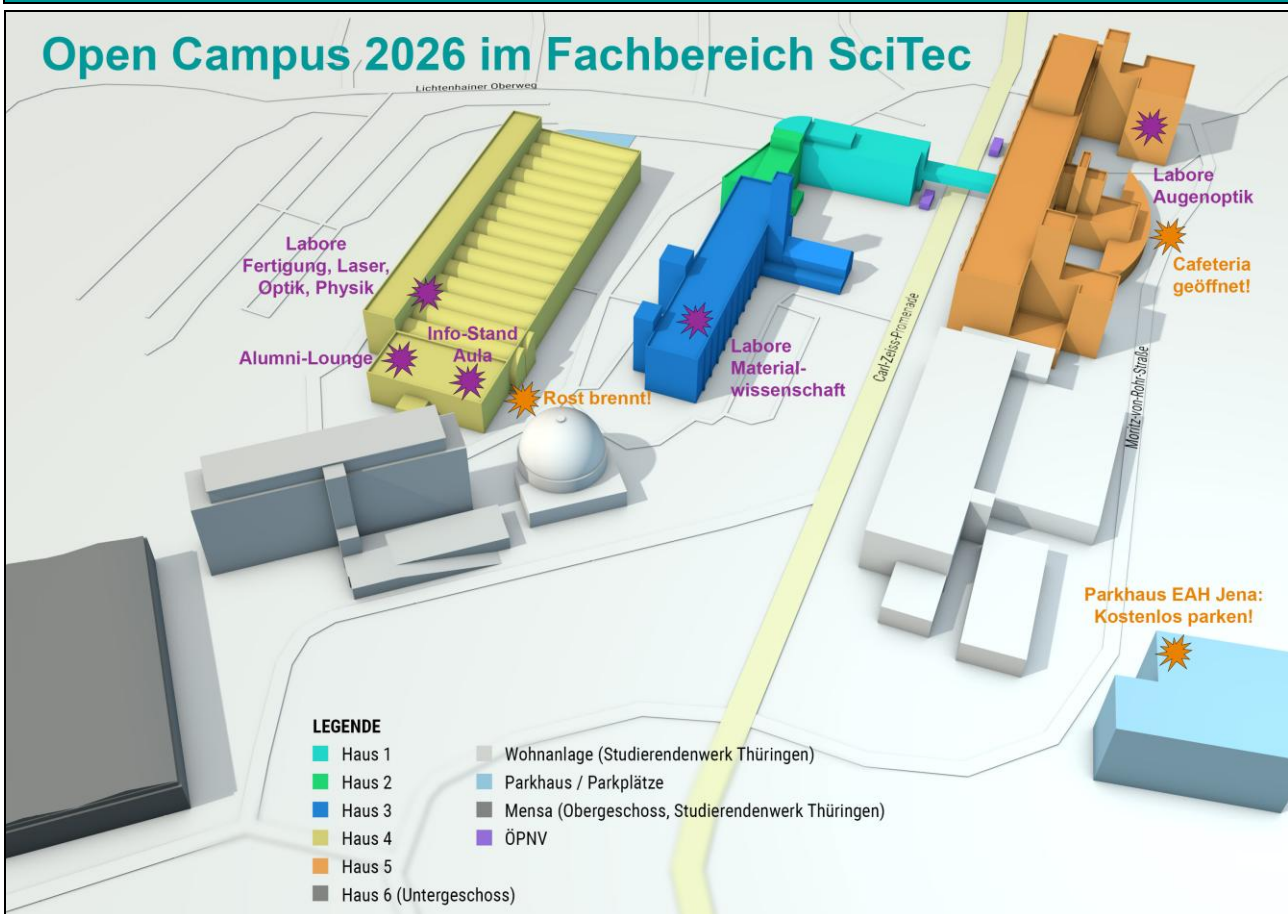 Open Campus 2026 im Fachbereich SciTec
Lichtenhainer Oberweg
Labore
Augenoptik
Labore
Fertigung, Laser,
Optik, Physik
Cafeteria
geöffnet!
Info-Stand
Aula
Alumni-Lounge
Labore
Material-
wissenschaft
Rost brennt!
Carl-Zeiss-Promenade
Moritz-von-Rohr-Straße
Parkhaus EAH Jena:
Kostenlos parken!
LEGENDE
Haus 1
Haus 2
Haus 3
Haus 4
Haus 5
Haus 6 (Untergeschoss)
Wohnanlage (Studierendenwerk Thüringen)
Parkhaus / Parkplätze
Mensa (Obergeschoss, Studierendenwerk Thüringen)
ÖPNV